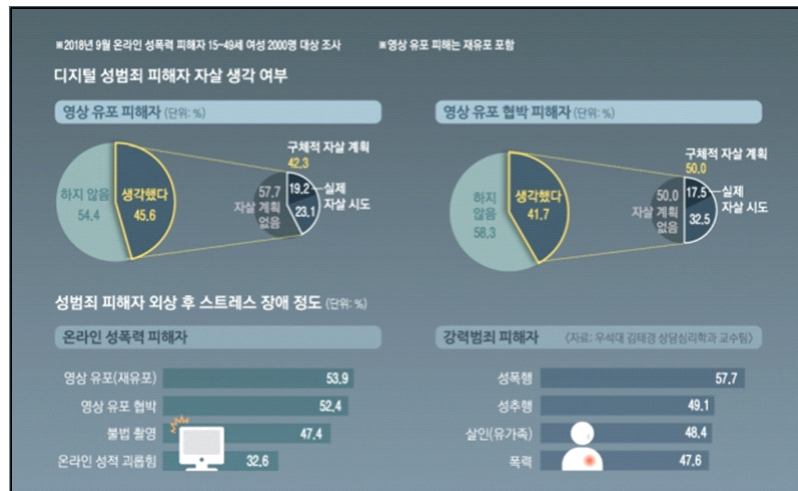 ※2018년 9월 온라인 성폭력 피해자 15~49세 여성 2000명 대상 조사 ※영상 유포 피해는 재유포 포함
디지털 성범죄 피해자 자살 생각 여부
영상 유포 피해자 (단위: %)
하지 않음
54.4
생각했다
45.6
구체적 자살 계획
42.3
57.7
자살 계획
없음
19.2
실제
자살 시도
23.1
영상 유포 협박 피해자 (단위: %)
하지 않음
58.3
생각했다
41.7
구체적 자살 계획
50.0
50.0
자살 계획
없음
17.5
실제
자살 시도
32.5
성범죄 피해자 외상 후 스트레스 장애 정도 (단위: %)
온라인 성폭력 피해자
영상 유포(재유포) 53.9
영상 유포 협박 52.4
불법 촬영 47.4
온라인 성적 괴롭힘 32.6
강력범죄 피해자 〈자료: 우석대 김태경 상담심리학과 교수팀〉
성폭행 57.7
성추행 49.1
살인(유가족) 48.4
폭력 47.6